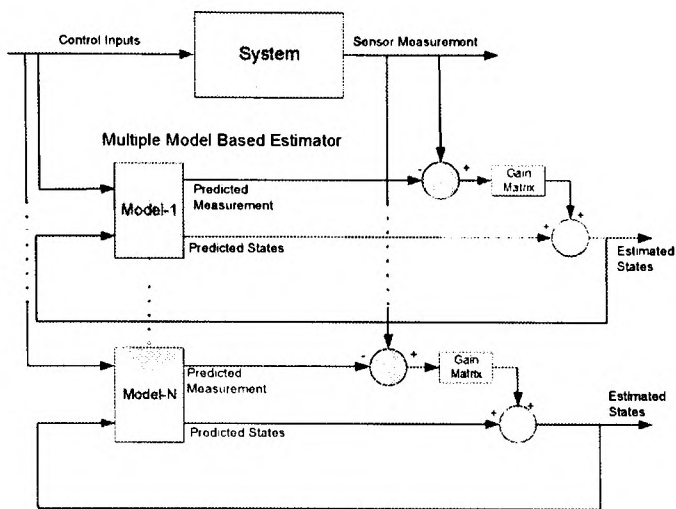 Control Inputs
System
Sensor Measurement
Multiple Model Based Estimator
Model-1
Predicted
Measurement
Predicted States
-
+
Gain
Matrix
+
+
Estimated
States
Model-N
Predicted
Measurement
Predicted States
-
+
Gain
Matrix
+
+
Estimated
States